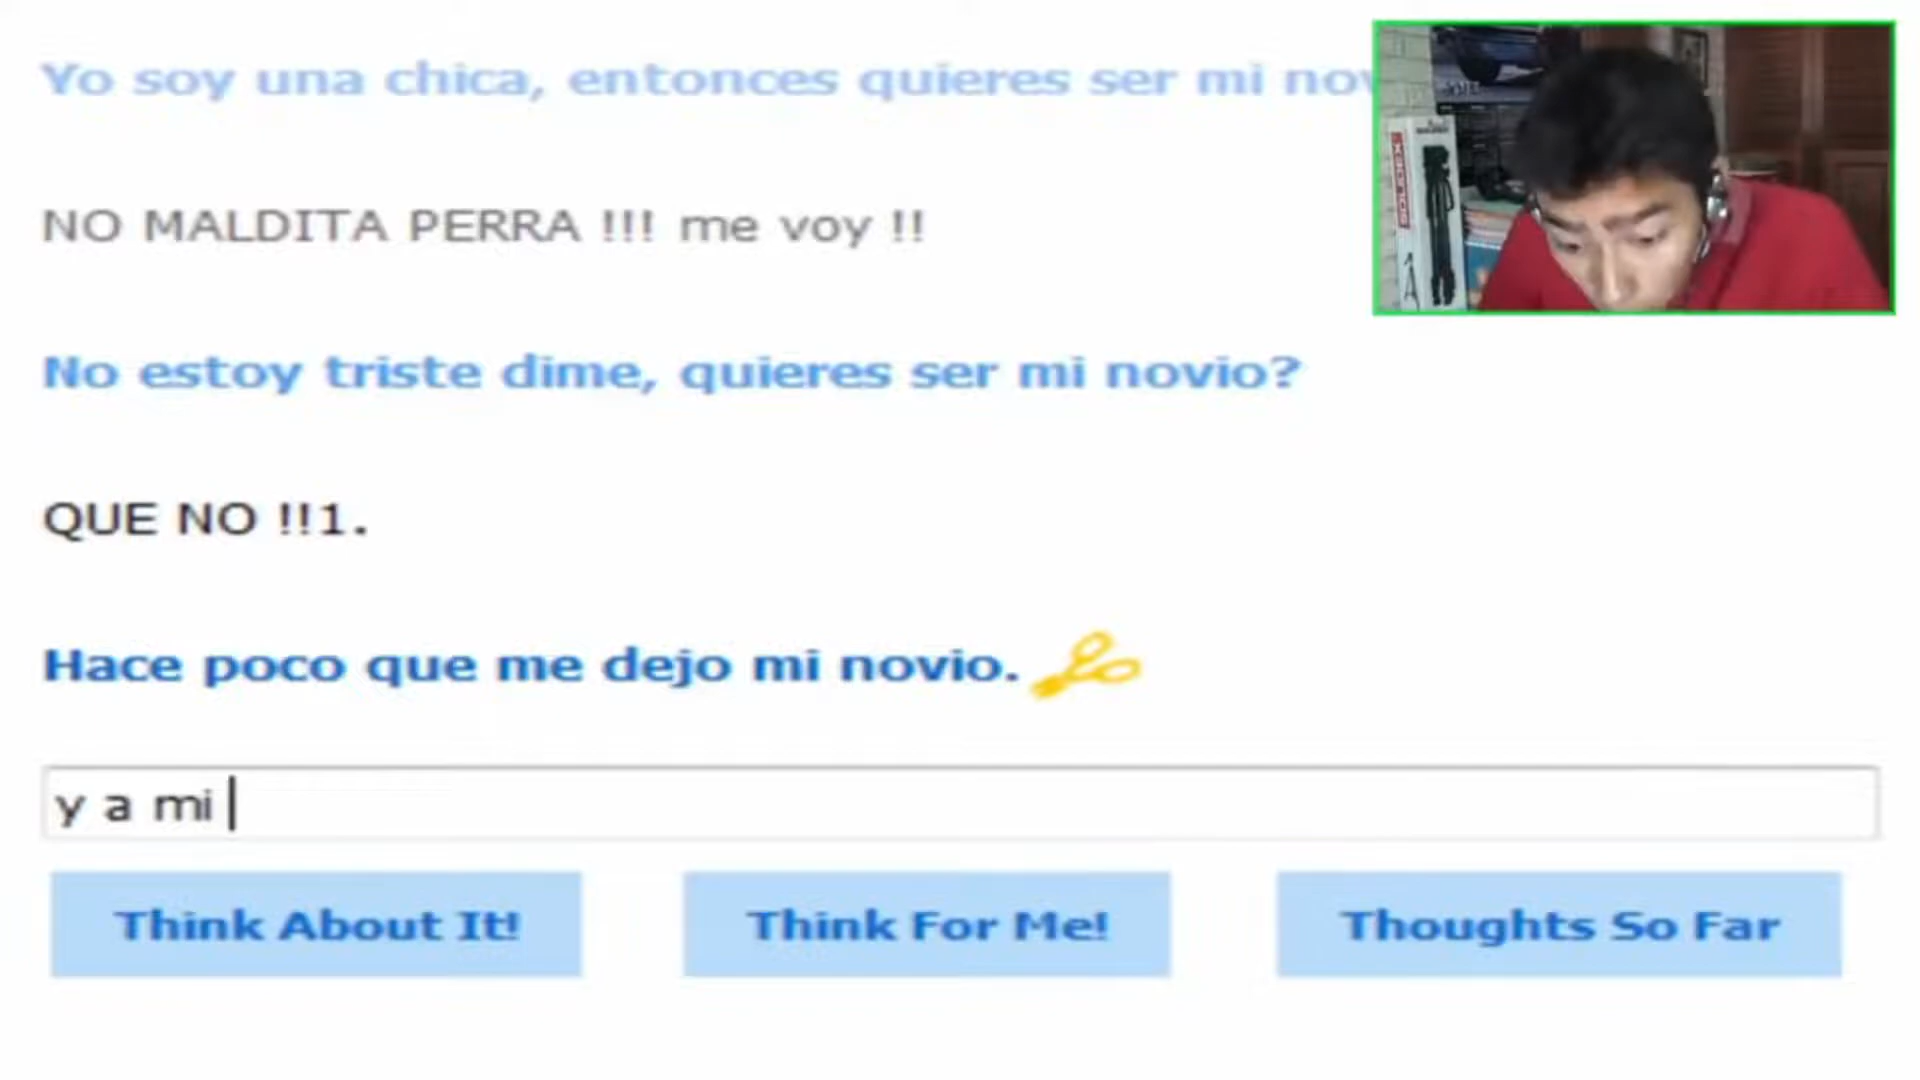 Yo soy una chica, entonces quieres ser mi
NO MALDITA PERRA !!! me voy !!
No estoy triste dime, quieres ser mi novio?
QUE NO !!1.
Hace poco que me dejo mi novio.
y a mi
Think About It! Think For Me! Thoughts So Far